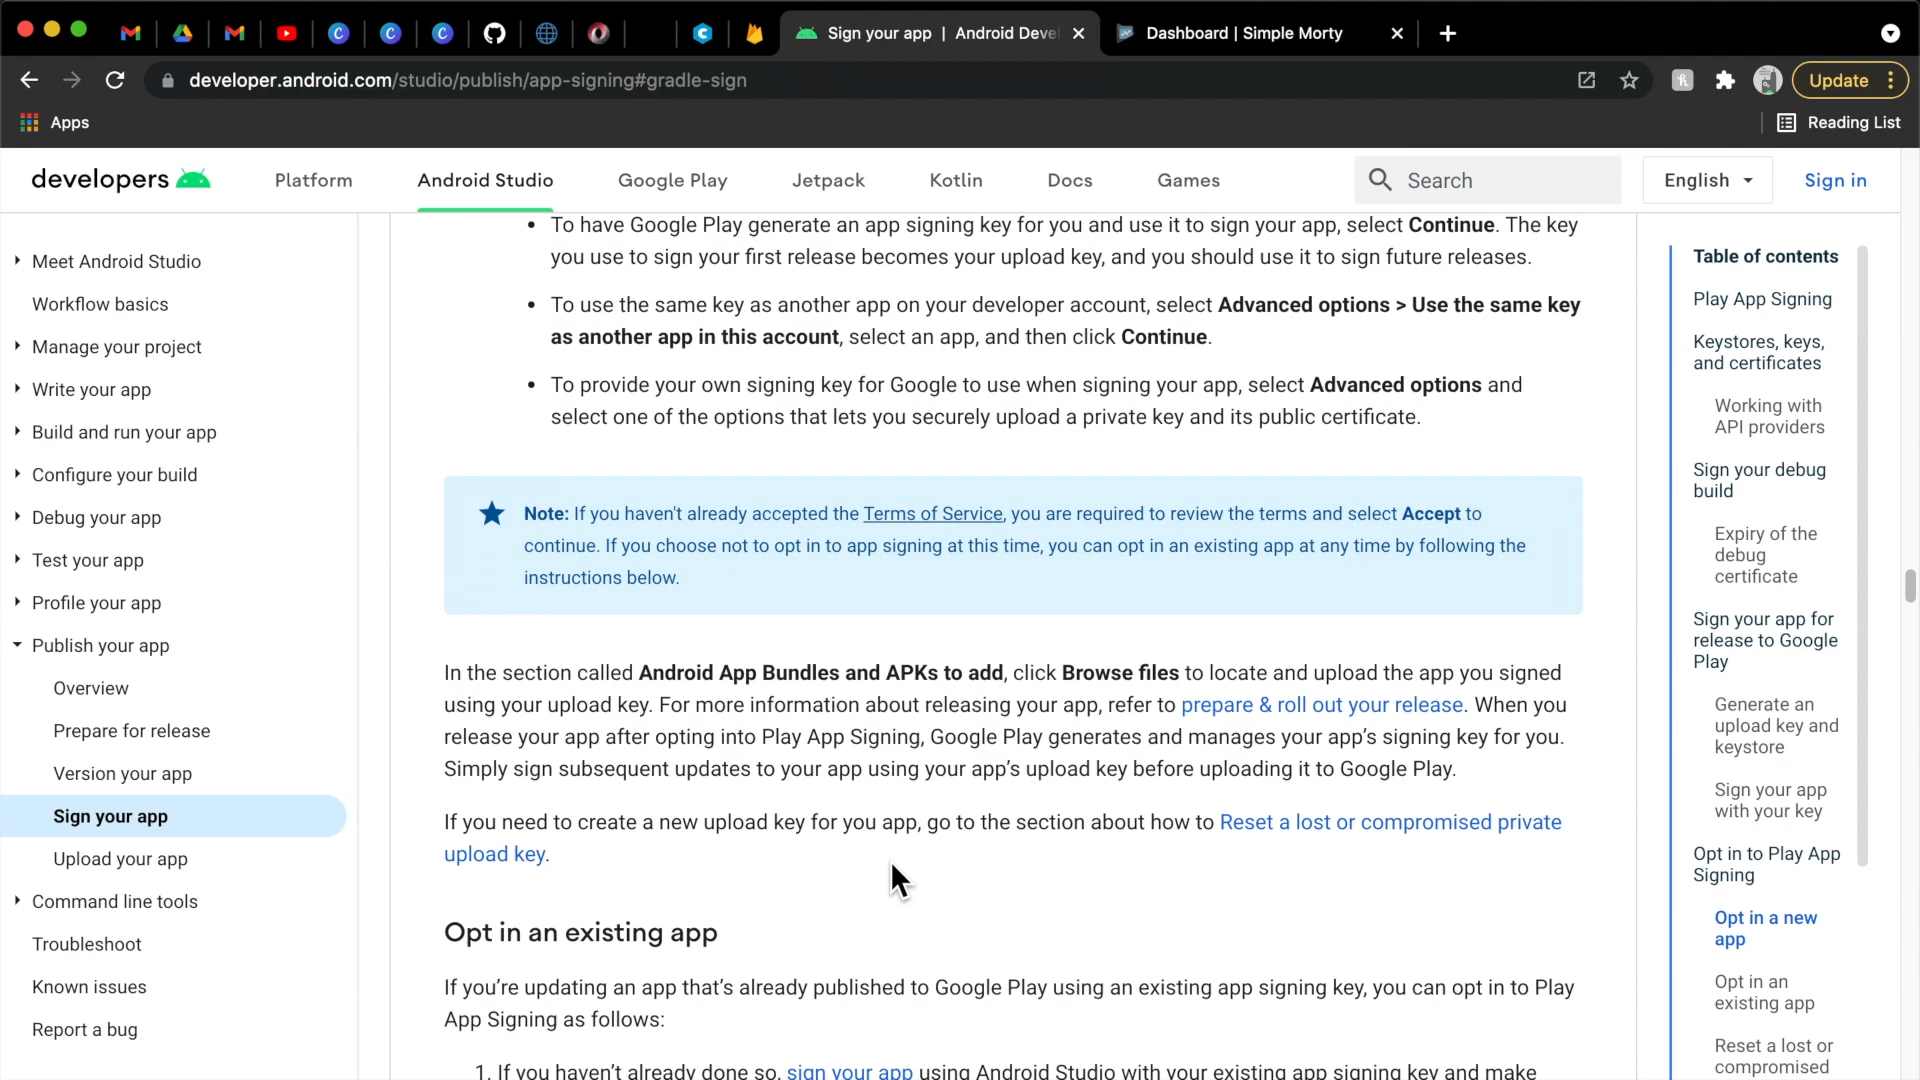 Sign your app | Android Deve
Dashboard | Simple Morty
developer.android.com/studio/publish/app-signing#gradle-sign
Update
Apps
Reading List
developers
Platform
Android Studio
Google Play
Jetpack
Kotlin
Docs
Games
Search
English
Sign in
Meet Android Studio
Workflow basics
Manage your project
Write your app
Build and run your app
Configure your build
Debug your app
Test your app
Profile your app
Publish your app
Overview
Prepare for release
Version your app
Sign your app
Upload your app
Command line tools
Troubleshoot
Known issues
Report a bug
• To have Google Play generate an app signing key for you and use it to sign your app, select Continue. The key
you use to sign your first release becomes your upload key, and you should use it to sign future releases.
• To use the same key as another app on your developer account, select Advanced options > Use the same key
as another app in this account, select an app, and then click Continue.
• To provide your own signing key for Google to use when signing your app, select Advanced options and
select one of the options that lets you securely upload a private key and its public certificate.
Note: If you haven't already accepted the Terms of Service, you are required to review the terms and select Accept to
continue. If you choose not to opt in to app signing at this time, you can opt in an existing app at any time by following the
instructions below.
In the section called Android App Bundles and APKs to add, click Browse files to locate and upload the app you signed
using your upload key. For more information about releasing your app, refer to prepare & roll out your release. When you
release your app after opting into Play App Signing, Google Play generates and manages your app’s signing key for you.
Simply sign subsequent updates to your app using your app’s upload key before uploading it to Google Play.
If you need to create a new upload key for you app, go to the section about how to Reset a lost or compromised private
upload key.
Opt in an existing app
If you’re updating an app that’s already published to Google Play using an existing app signing key, you can opt in to Play
App Signing as follows:
1. If you haven’t already done so, sign your app using Android Studio with your existing app signing key and make
Table of contents
Play App Signing
Keystores, keys,
and certificates
Working with
API providers
Sign your debug
build
Expiry of the
debug
certificate
Sign your app for
release to Google
Play
Generate an
upload key and
keystore
Sign your app
with your key
Opt in to Play App
Signing
Opt in a new
app
Opt in an
existing app
Reset a lost or
compromised